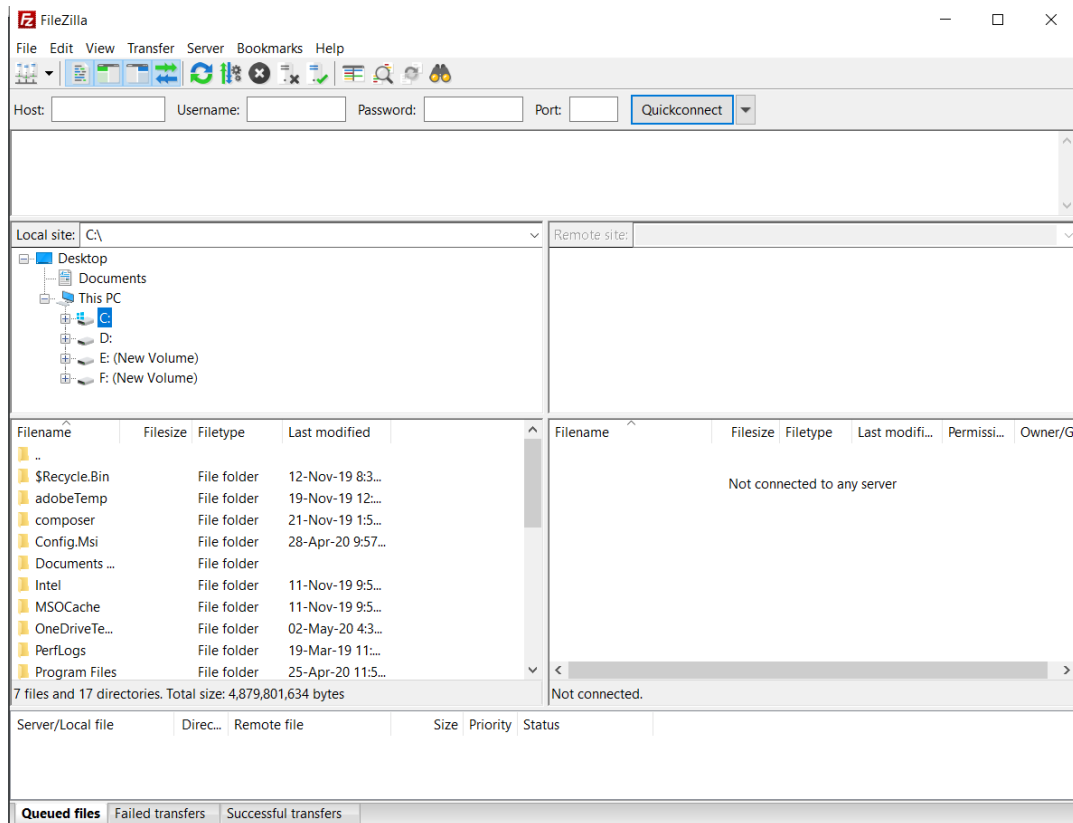 FileZilla
File Edit View Transfer Server Bookmarks Help
Host: Username: Password: Port: Quickconnect
Local site: C:\
Desktop
Documents
This PC
C:
D:
E: (New Volume)
F: (New Volume)
Remote site:
Filename Filesize Filetype Last modified
..
$Recycle.Bin File folder 12-Nov-19 8:3...
adobeTemp File folder 19-Nov-19 12:...
composer File folder 21-Nov-19 1:5...
Config.Msi File folder 28-Apr-20 9:57...
Documents ... File folder
Intel File folder 11-Nov-19 9:5...
MSOCache File folder 11-Nov-19 9:5...
OneDriveTe... File folder 02-May-20 4:3...
PerfLogs File folder 19-Mar-19 11:...
Program Files File folder 25-Apr-20 11:5...
7 files and 17 directories. Total size: 4,879,801,634 bytes
Filename Filesize Filetype Last modifi... Permissi... Owner/G
Not connected to any server
Not connected.
Server/Local file Direc... Remote file Size Priority Status
Queued files Failed transfers Successful transfers